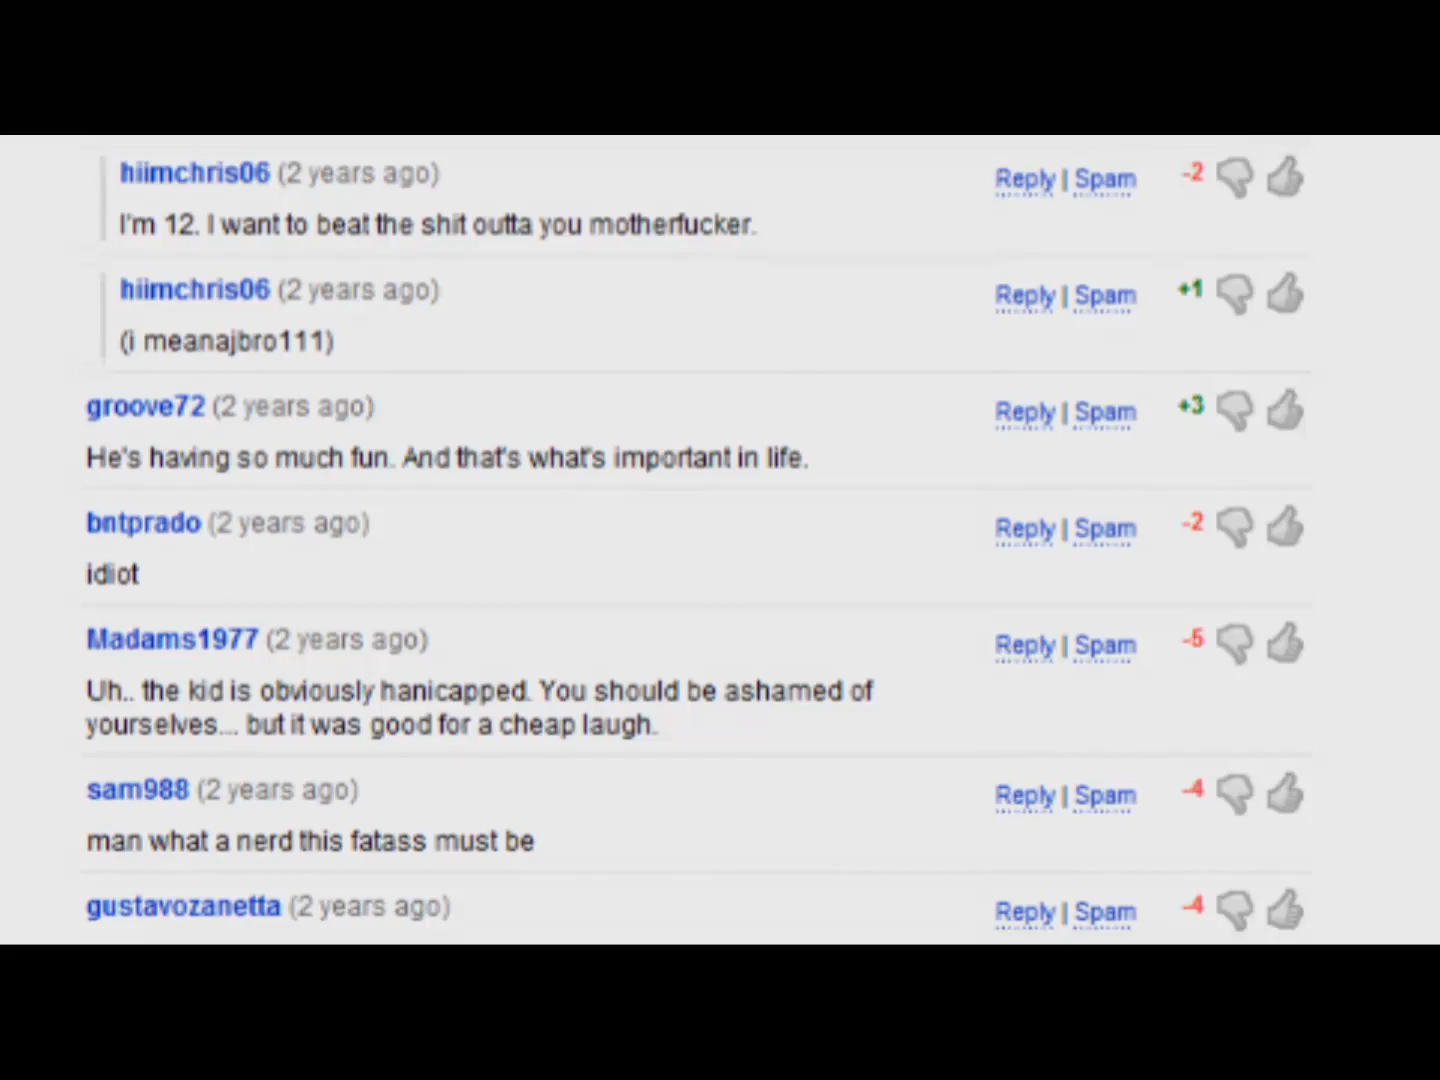 hiimchris06 (2 years ago) Reply | Spam -2
I'm 12. I want to beat the shit outta you motherfucker.
hiimchris06 (2 years ago) Reply | Spam +1
(i meanajbro111)
groove72 (2 years ago) Reply | Spam +3
He's having so much fun. And that's what's important in life.
bntprado (2 years ago) Reply | Spam -2
idiot
Madams1977 (2 years ago) Reply | Spam -5
Uh.. the kid is obviously hanicapped. You should be ashamed of
yourselves... but it was good for a cheap laugh.
sam988 (2 years ago) Reply | Spam -4
man what a nerd this fatass must be
gustavozanetta (2 years ago) Reply | Spam -4